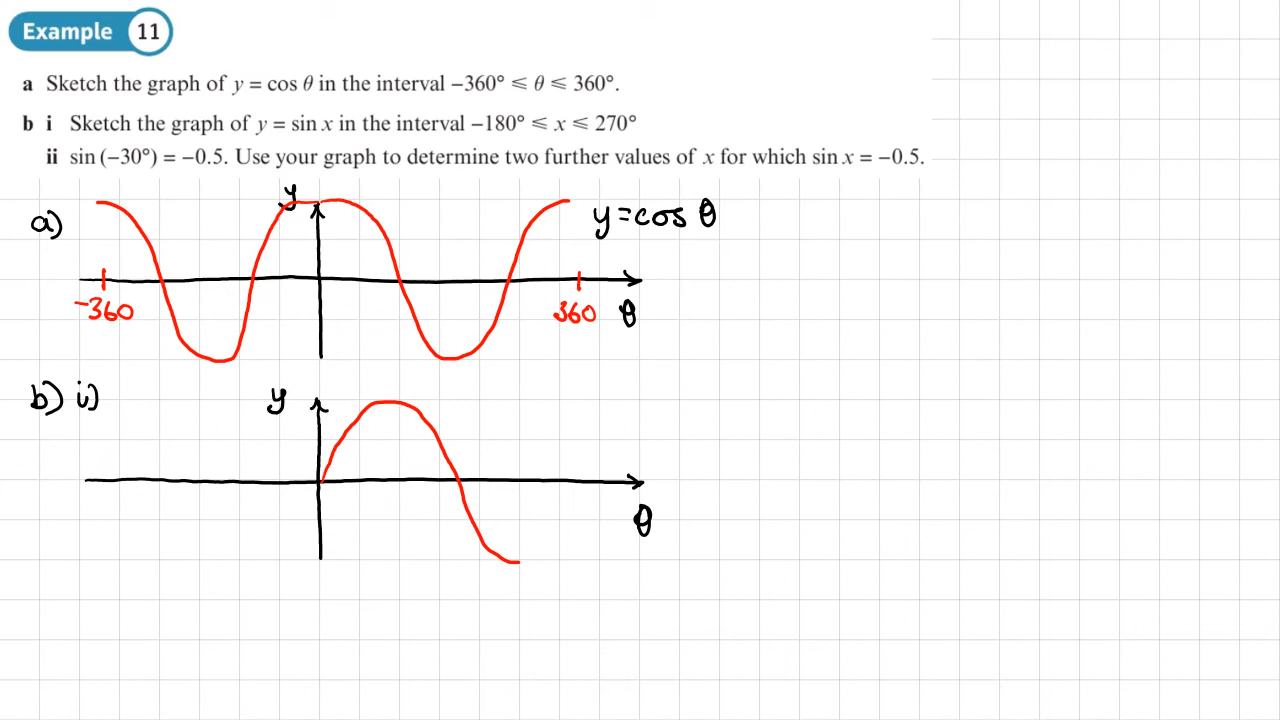 Example 11
a Sketch the graph of y = cos θ in the interval −360° ⩽ θ ⩽ 360°.
b i Sketch the graph of y = sin x in the interval −180° ⩽ x ⩽ 270°
ii sin (−30°) = −0.5. Use your graph to determine two further values of x for which sin x = −0.5.
a) y y=cos θ
-360 360 θ
b) i) y
θ